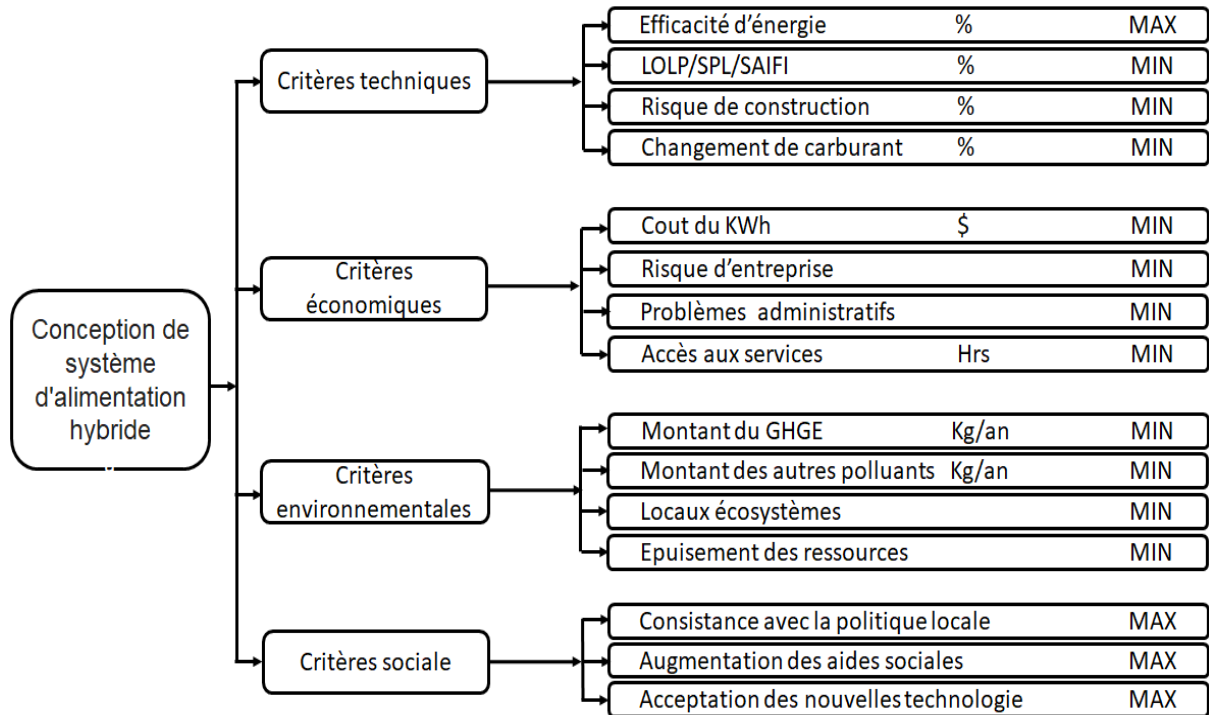 Conception de
système
d'alimentation
hybride
Critères techniques
Efficacité d’énergie % MAX
LOLP/SPL/SAIFI % MIN
Risque de construction % MIN
Changement de carburant % MIN
Critères
économiques
Cout du KWh $ MIN
Risque d’entreprise MIN
Problèmes administratifs MIN
Accès aux services Hrs MIN
Critères
environnementales
Montant du GHGE Kg/an MIN
Montant des autres polluants Kg/an MIN
Locaux écosystèmes MIN
Epuisement des ressources MIN
Critères sociale
Consistance avec la politique locale MAX
Augmentation des aides sociales MAX
Acceptation des nouvelles technologie MAX